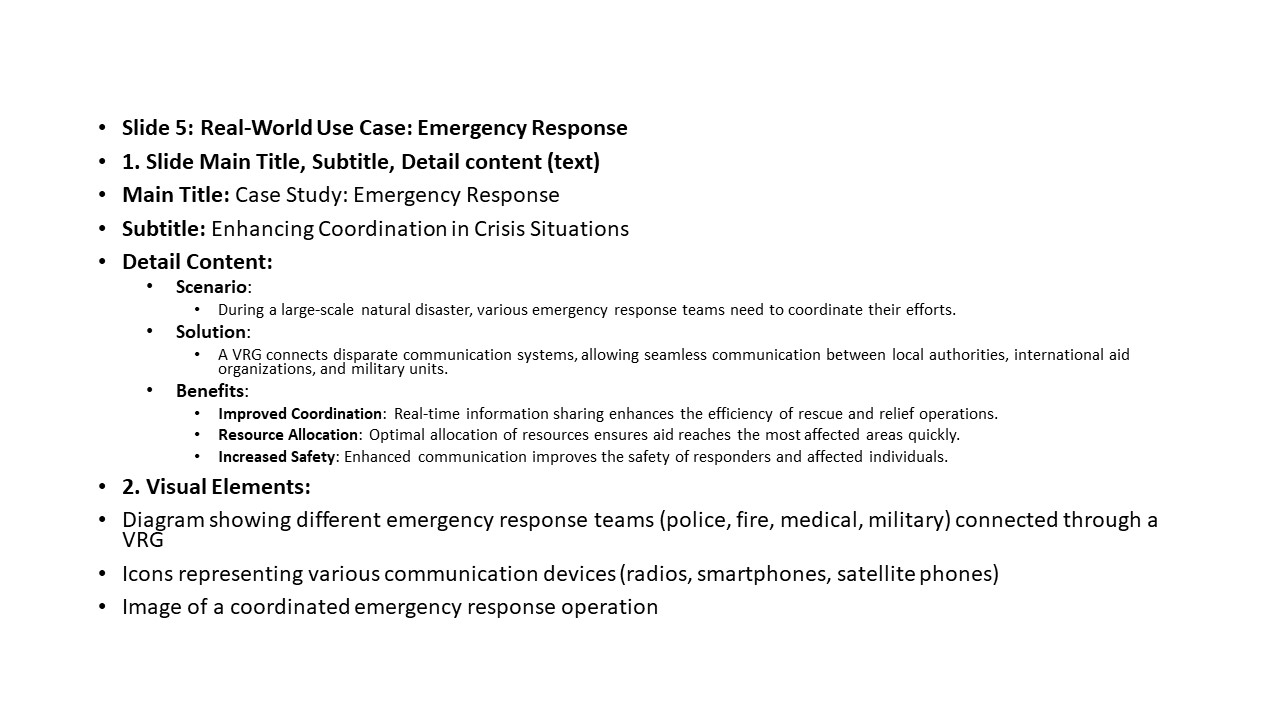 • Slide 5: Real-World Use Case: Emergency Response
• 1. Slide Main Title, Subtitle, Detail content (text)
• Main Title: Case Study: Emergency Response
• Subtitle: Enhancing Coordination in Crisis Situations
• Detail Content:
• Scenario:
• During a large-scale natural disaster, various emergency response teams need to coordinate their efforts.
• Solution:
• A VRG connects disparate communication systems, allowing seamless communication between local authorities, international aid
organizations, and military units.
• Benefits:
• Improved Coordination: Real-time information sharing enhances the efficiency of rescue and relief operations.
• Resource Allocation: Optimal allocation of resources ensures aid reaches the most affected areas quickly.
• Increased Safety: Enhanced communication improves the safety of responders and affected individuals.
• 2. Visual Elements:
• Diagram showing different emergency response teams (police, fire, medical, military) connected through a
VRG
• Icons representing various communication devices (radios, smartphones, satellite phones)
• Image of a coordinated emergency response operation